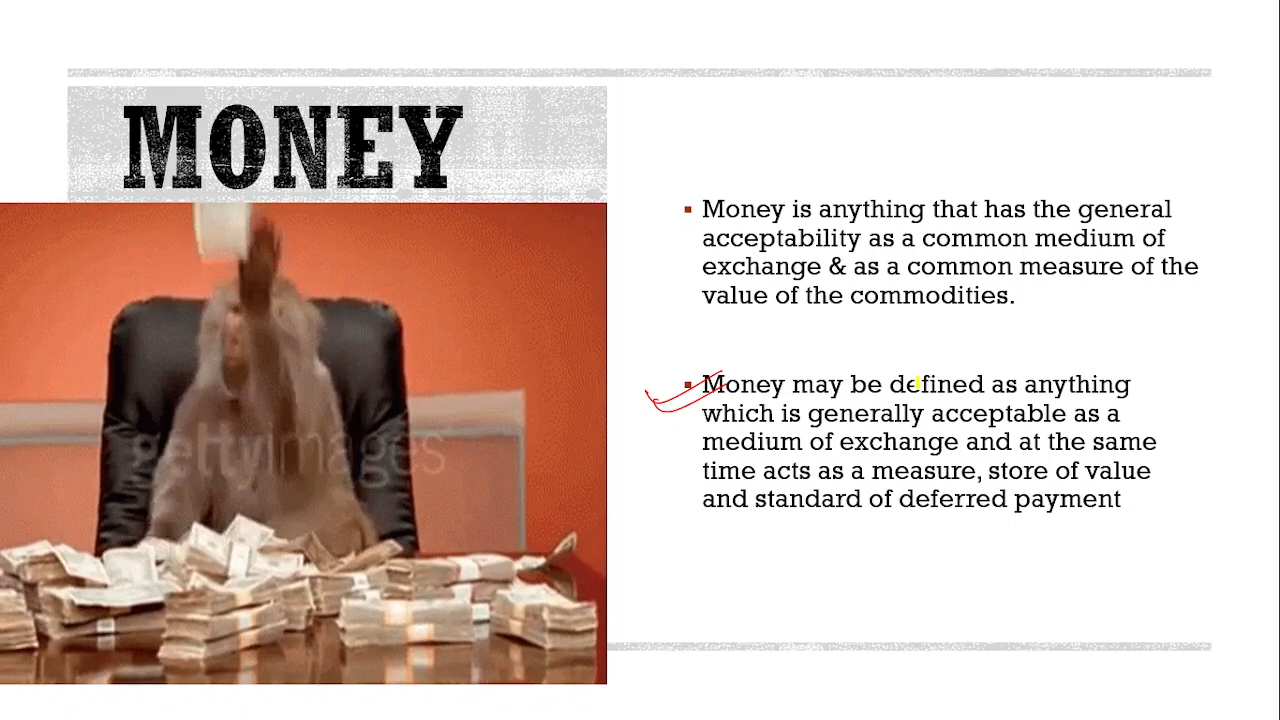 MONEY
Money is anything that has the general
acceptability as a common medium of
exchange & as a common measure of the
value of the commodities.
Money may be defined as anything
which is generally acceptable as a
medium of exchange and at the same
time acts as a measure, store of value
and standard of deferred payment
gettyimages